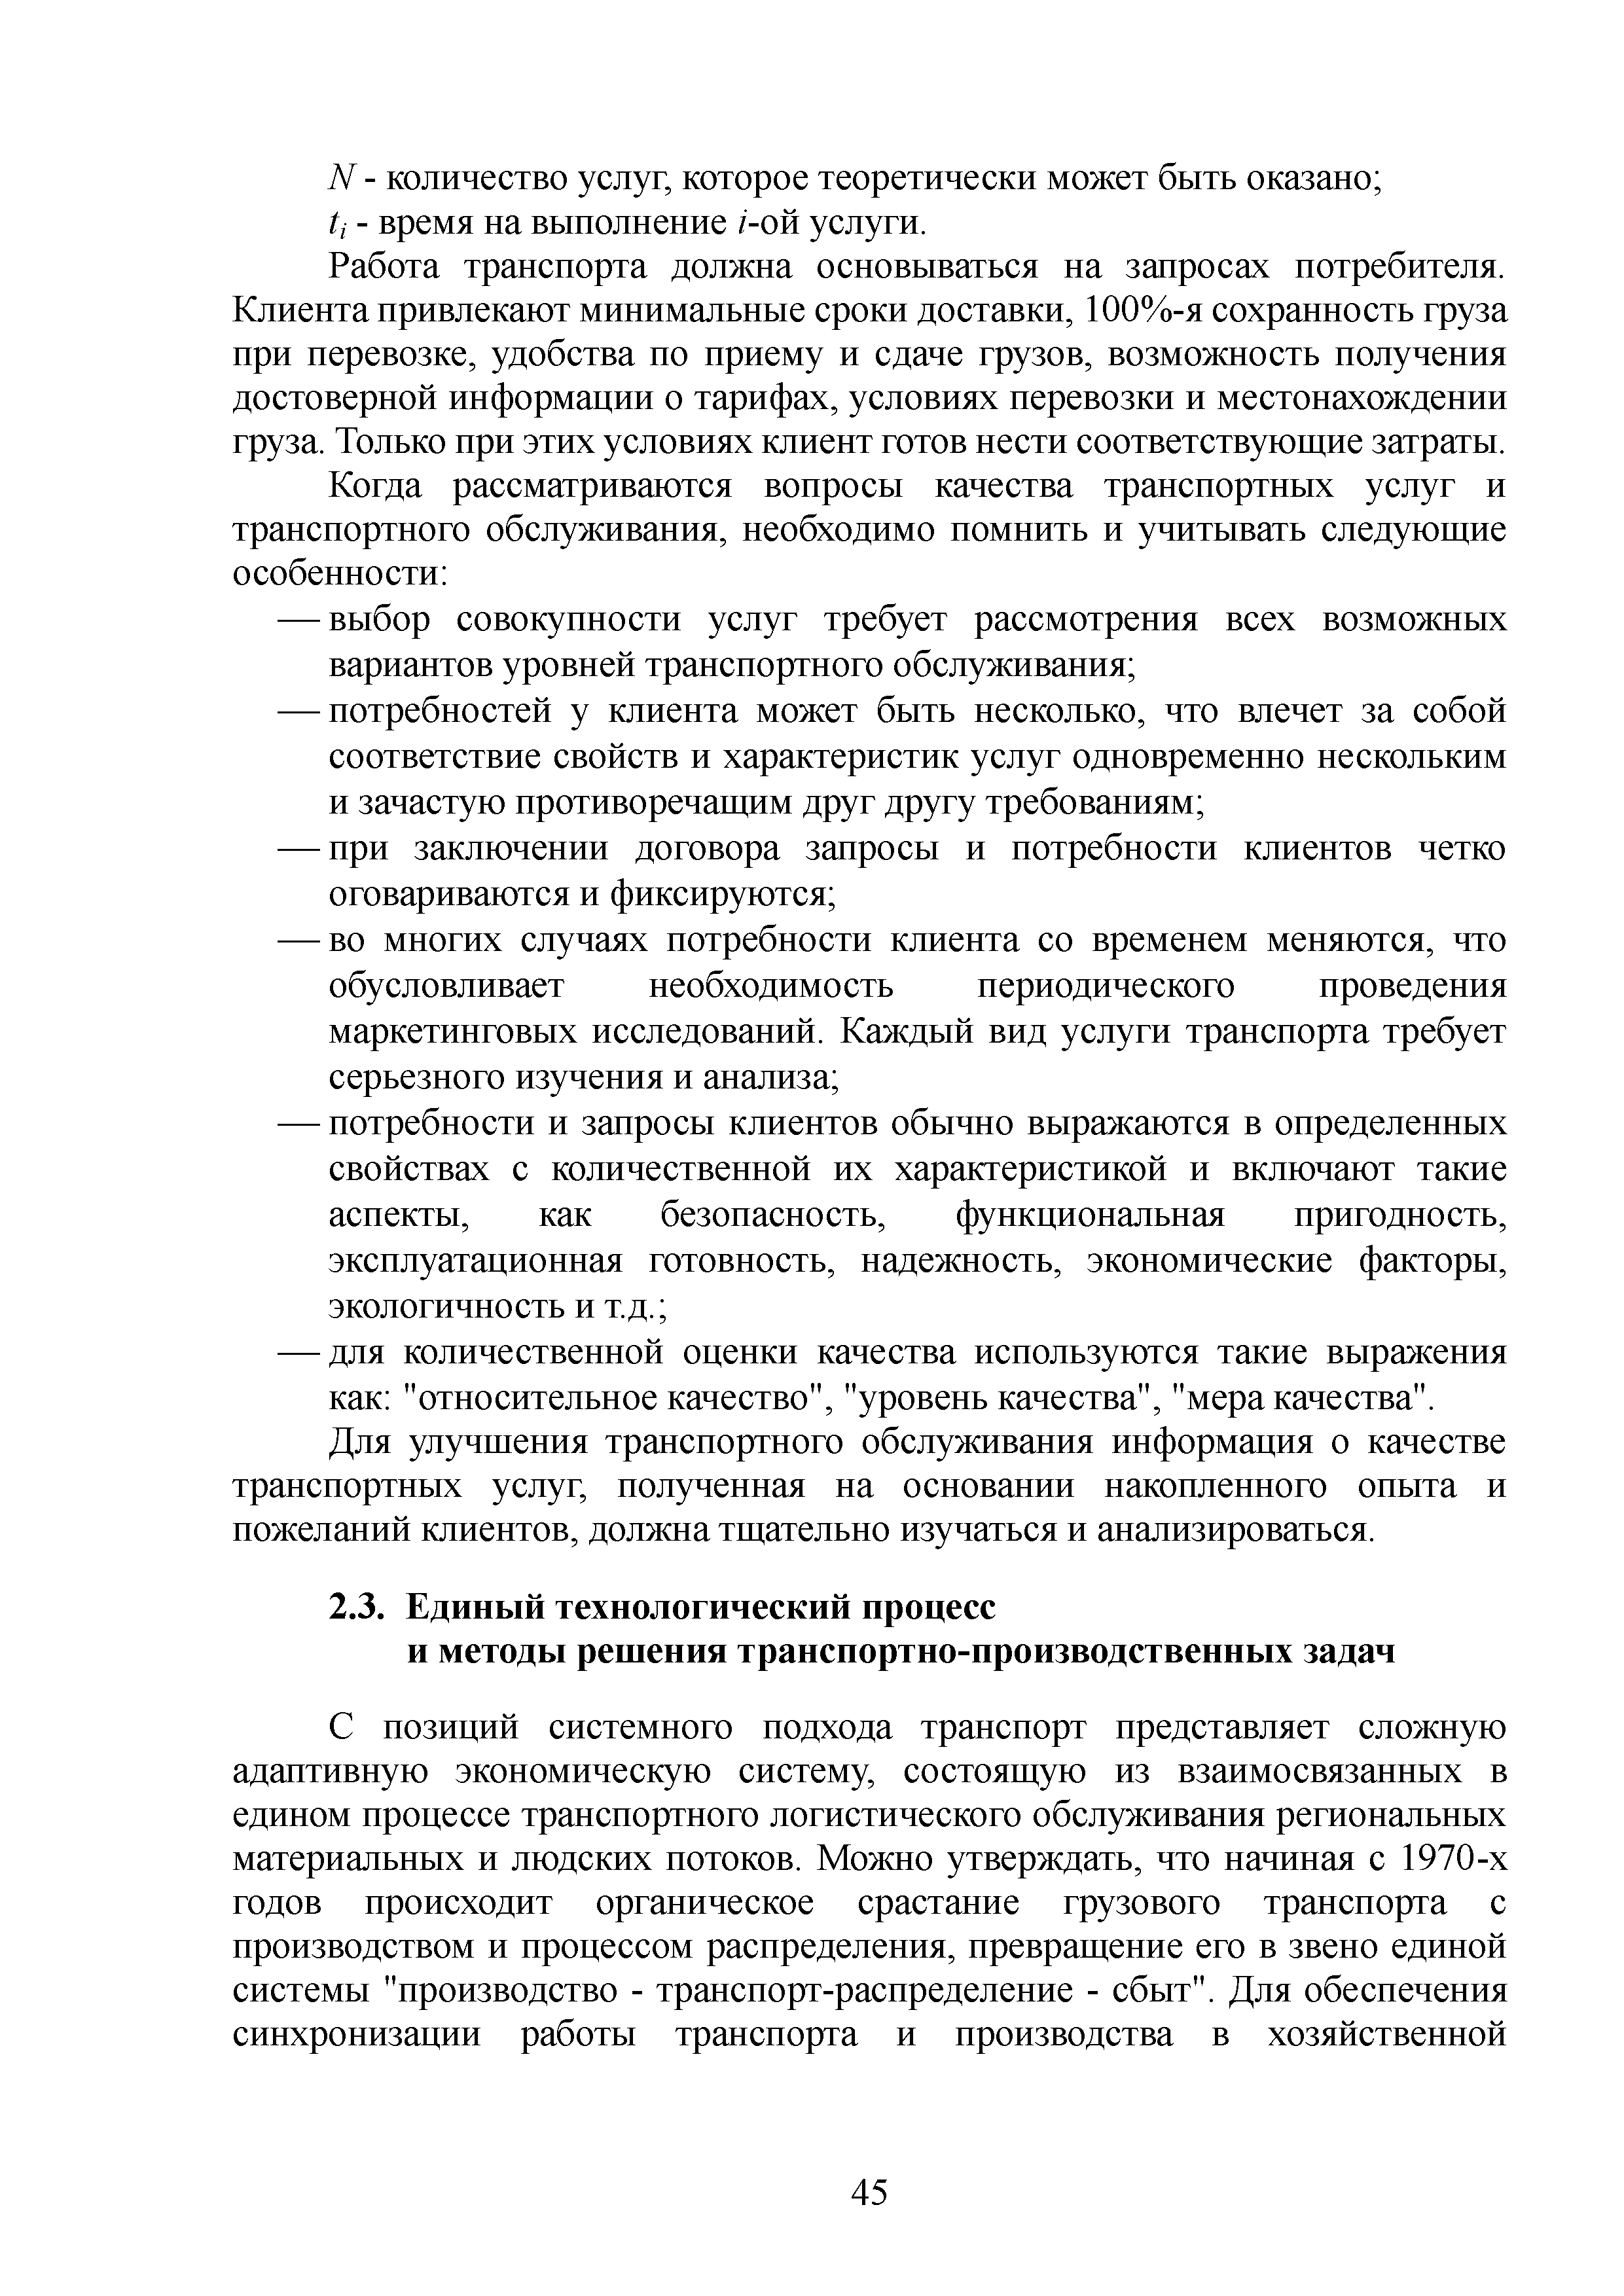 N - количество услуг, которое теоретически может быть оказано;
tᵢ - время на выполнение i-ой услуги.
Работа транспорта должна основываться на запросах потребителя.
Клиента привлекают минимальные сроки доставки, 100%-я сохранность груза
при перевозке, удобства по приему и сдаче грузов, возможность получения
достоверной информации о тарифах, условиях перевозки и местонахождении
груза. Только при этих условиях клиент готов нести соответствующие затраты.
Когда рассматриваются вопросы качества транспортных услуг и
транспортного обслуживания, необходимо помнить и учитывать следующие
особенности:
— выбор совокупности услуг требует рассмотрения всех возможных
вариантов уровней транспортного обслуживания;
— потребностей у клиента может быть несколько, что влечет за собой
соответствие свойств и характеристик услуг одновременно нескольким
и зачастую противоречащим друг другу требованиям;
— при заключении договора запросы и потребности клиентов четко
оговариваются и фиксируются;
— во многих случаях потребности клиента со временем меняются, что
обусловливает необходимость периодического проведения
маркетинговых исследований. Каждый вид услуги транспорта требует
серьезного изучения и анализа;
— потребности и запросы клиентов обычно выражаются в определенных
свойствах с количественной их характеристикой и включают такие
аспекты, как безопасность, функциональная пригодность,
эксплуатационная готовность, надежность, экономические факторы,
экологичность и т.д.;
— для количественной оценки качества используются такие выражения
как: "относительное качество", "уровень качества", "мера качества".
Для улучшения транспортного обслуживания информация о качестве
транспортных услуг, полученная на основании накопленного опыта и
пожеланий клиентов, должна тщательно изучаться и анализироваться.
2.3. Единый технологический процесс
и методы решения транспортно-производственных задач
С позиций системного подхода транспорт представляет сложную
адаптивную экономическую систему, состоящую из взаимосвязанных в
едином процессе транспортного логистического обслуживания региональных
материальных и людских потоков. Можно утверждать, что начиная с 1970-х
годов происходит органическое срастание грузового транспорта с
производством и процессом распределения, превращение его в звено единой
системы "производство - транспорт-распределение - сбыт". Для обеспечения
синхронизации работы транспорта и производства в хозяйственной
45